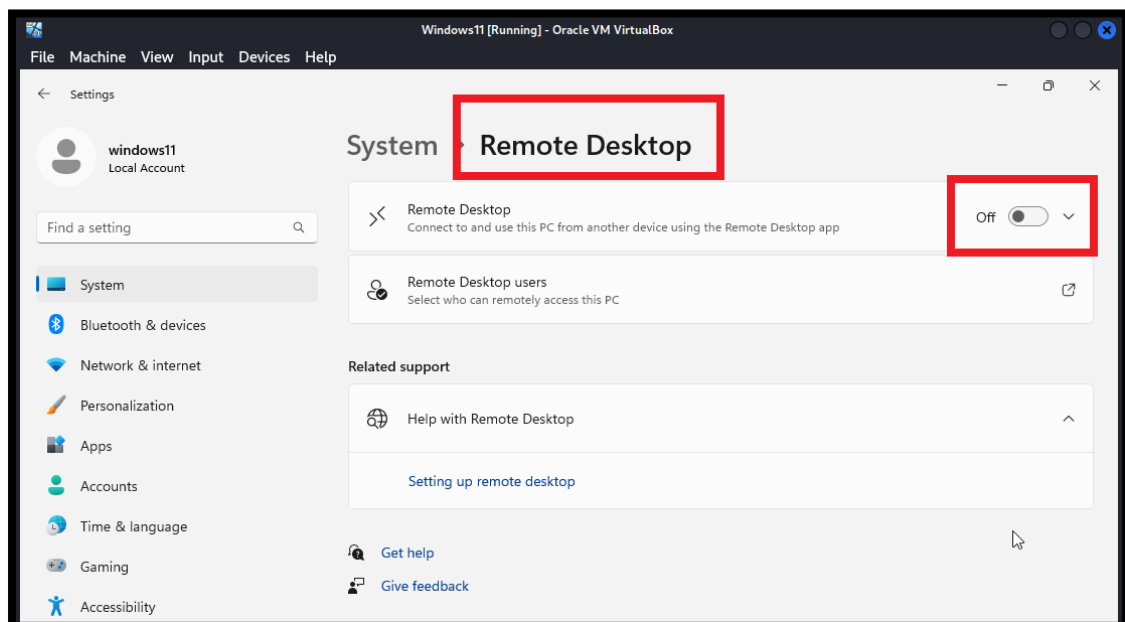 Windows11 [Running] - Oracle VM VirtualBox
File Machine View Input Devices Help
Settings
windows11
Local Account
Find a setting
System
Bluetooth & devices
Network & internet
Personalization
Apps
Accounts
Time & language
Gaming
Accessibility
System › Remote Desktop
Remote Desktop
Connect to and use this PC from another device using the Remote Desktop app
Off
Remote Desktop users
Select who can remotely access this PC
Related support
Help with Remote Desktop
Setting up remote desktop
Get help
Give feedback